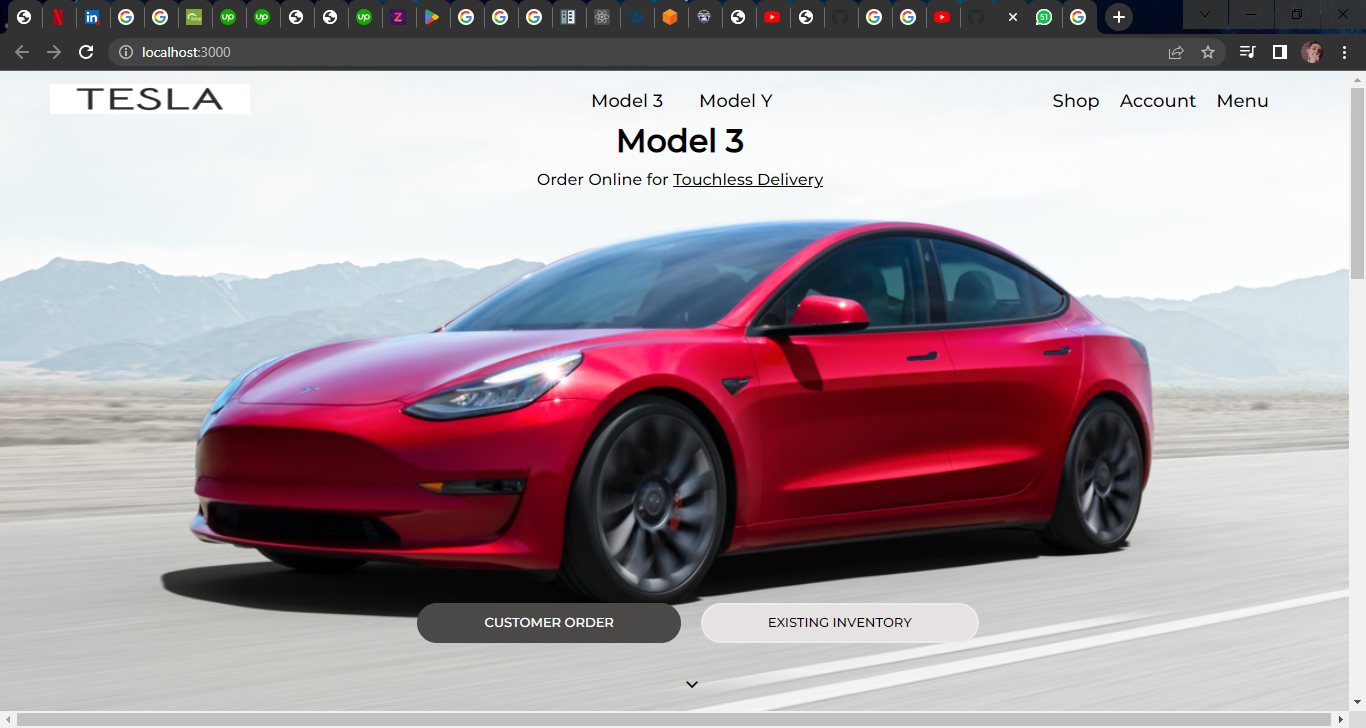 localhost:3000
TESLA
Model 3 Model Y
Shop Account Menu
Model 3
Order Online for Touchless Delivery
CUSTOMER ORDER
EXISTING INVENTORY